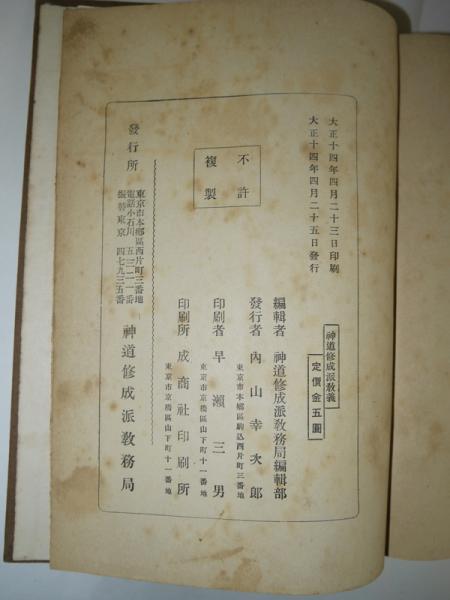 大正十四年四月二十三日印刷
大正十四年四月二十五日發行
神道修成派敎義
定價金五圓
不許
複製
編輯者 神道修成派敎務局編輯部
發行者 內山幸次郎
東京市本鄕區駒込西片町三番地
印刷者 早瀨三男
東京市京橋區山下町十一番地
印刷所 成商社印刷所
東京市京橋區山下町十一番地
發行所
東京市本鄕區西片町三番地
電話小石川 五二二一番
振替東京 四七九三五番
神道修成派敎務局